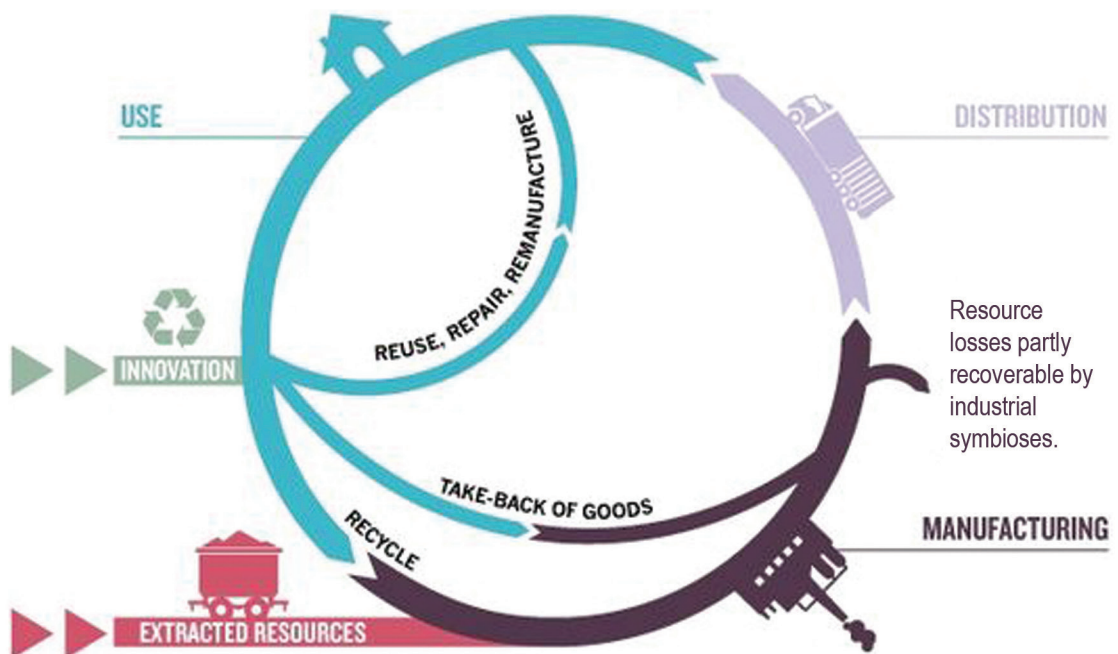 USE
DISTRIBUTION
REUSE, REPAIR, REMANUFACTURE
INNOVATION
Resource
losses partly
recoverable by
industrial
symbioses.
TAKE-BACK OF GOODS
RECYCLE
MANUFACTURING
EXTRACTED RESOURCES